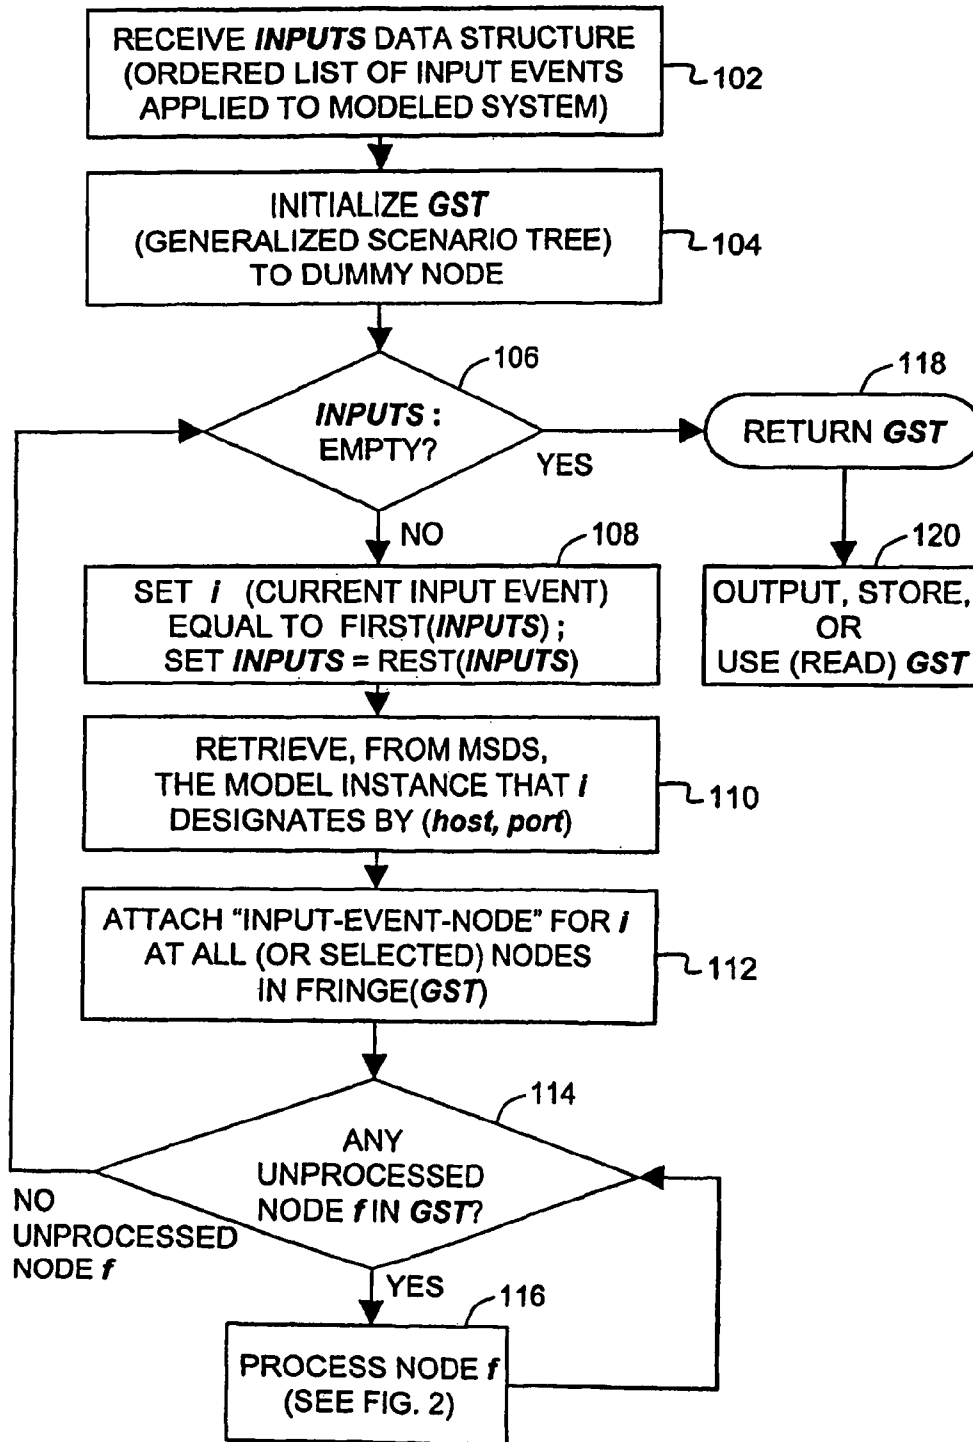 RECEIVE INPUTS DATA STRUCTURE
(ORDERED LIST OF INPUT EVENTS
APPLIED TO MODELED SYSTEM)
102
INITIALIZE GST
(GENERALIZED SCENARIO TREE)
TO DUMMY NODE
104
106
INPUTS :
EMPTY?
YES
NO
118
RETURN GST
120
OUTPUT, STORE,
OR
USE (READ) GST
108
SET i (CURRENT INPUT EVENT)
EQUAL TO FIRST(INPUTS) ;
SET INPUTS = REST(INPUTS)
RETRIEVE, FROM MSDS,
THE MODEL INSTANCE THAT i
DESIGNATES BY (host, port)
110
ATTACH “INPUT-EVENT-NODE” FOR i
AT ALL (OR SELECTED) NODES
IN FRINGE(GST)
112
114
ANY
UNPROCESSED
NODE f IN GST?
NO
UNPROCESSED
NODE f
YES
116
PROCESS NODE f
(SEE FIG. 2)